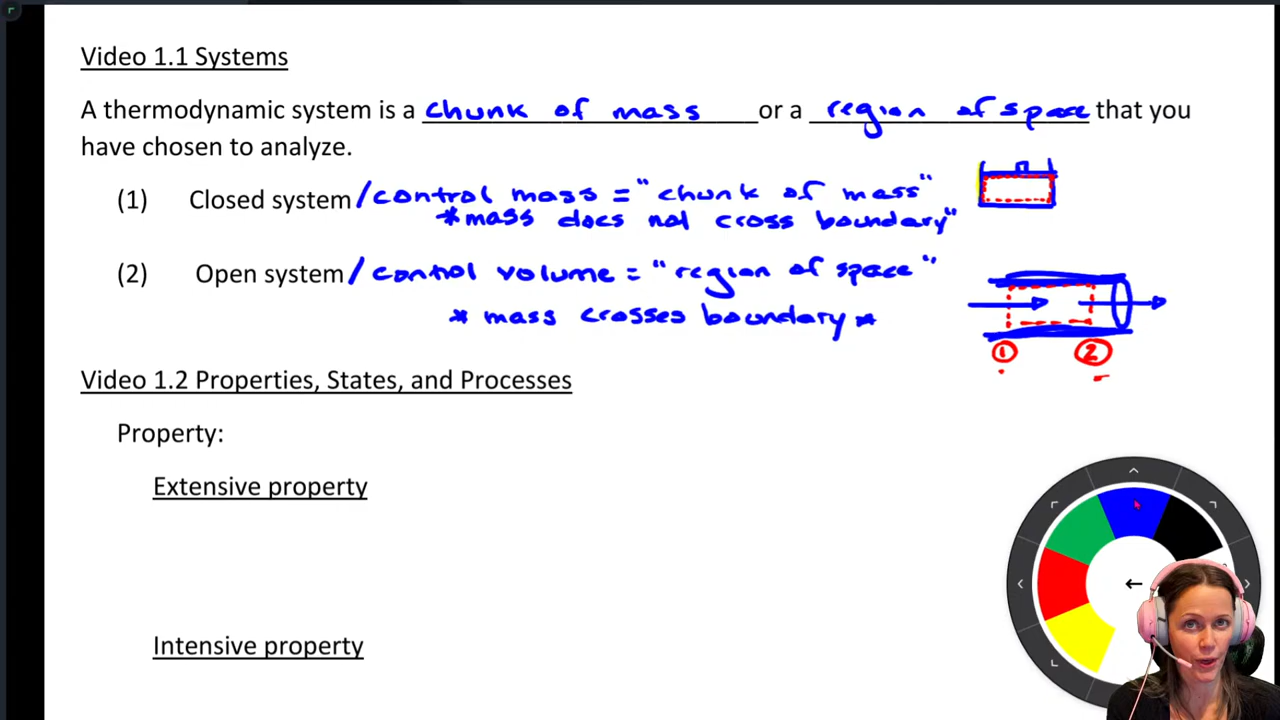 Video 1.1 Systems
A thermodynamic system is a chunk of mass or a region of space that you
have chosen to analyze.
(1) Closed system/control mass = "chunk of mass"
*mass does not cross boundary"
(2) Open system/control volume = "region of space"
* mass crosses boundary *
① ②
Video 1.2 Properties, States, and Processes
Property:
Extensive property
Intensive property